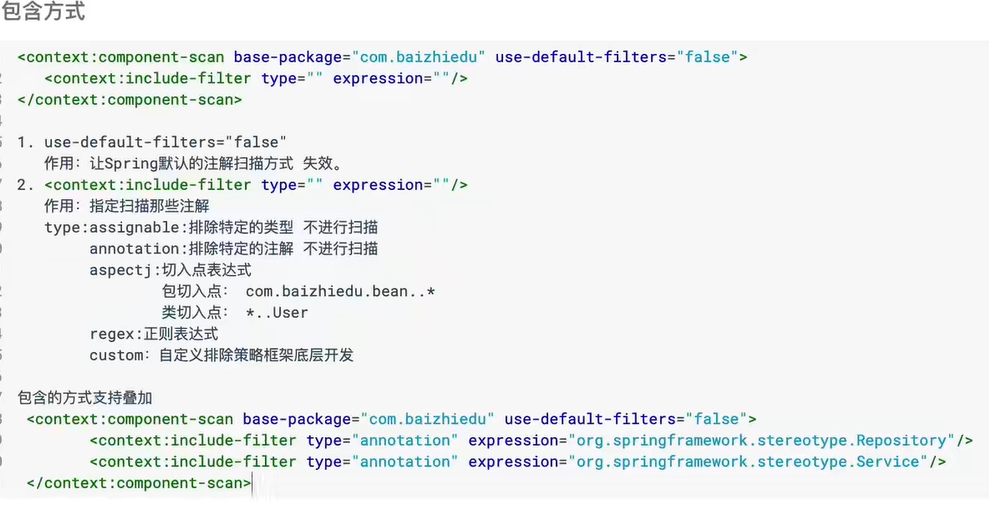 包含方式
<context:component-scan base-package="com.baizhiedu" use-default-filters="false">
<context:include-filter type="" expression=""/>
</context:component-scan>
1. use-default-filters="false"
作用：让Spring默认的注解扫描方式 失效。
2. <context:include-filter type="" expression=""/>
作用：指定扫描那些注解
type:assignable:排除特定的类型 不进行扫描
annotation:排除特定的注解 不进行扫描
aspectj:切入点表达式
包切入点： com.baizhiedu.bean..*
类切入点： *..User
regex:正则表达式
custom：自定义排除策略框架底层开发
包含的方式支持叠加
<context:component-scan base-package="com.baizhiedu" use-default-filters="false">
<context:include-filter type="annotation" expression="org.springframework.stereotype.Repository"/>
<context:include-filter type="annotation" expression="org.springframework.stereotype.Service"/>
</context:component-scan>